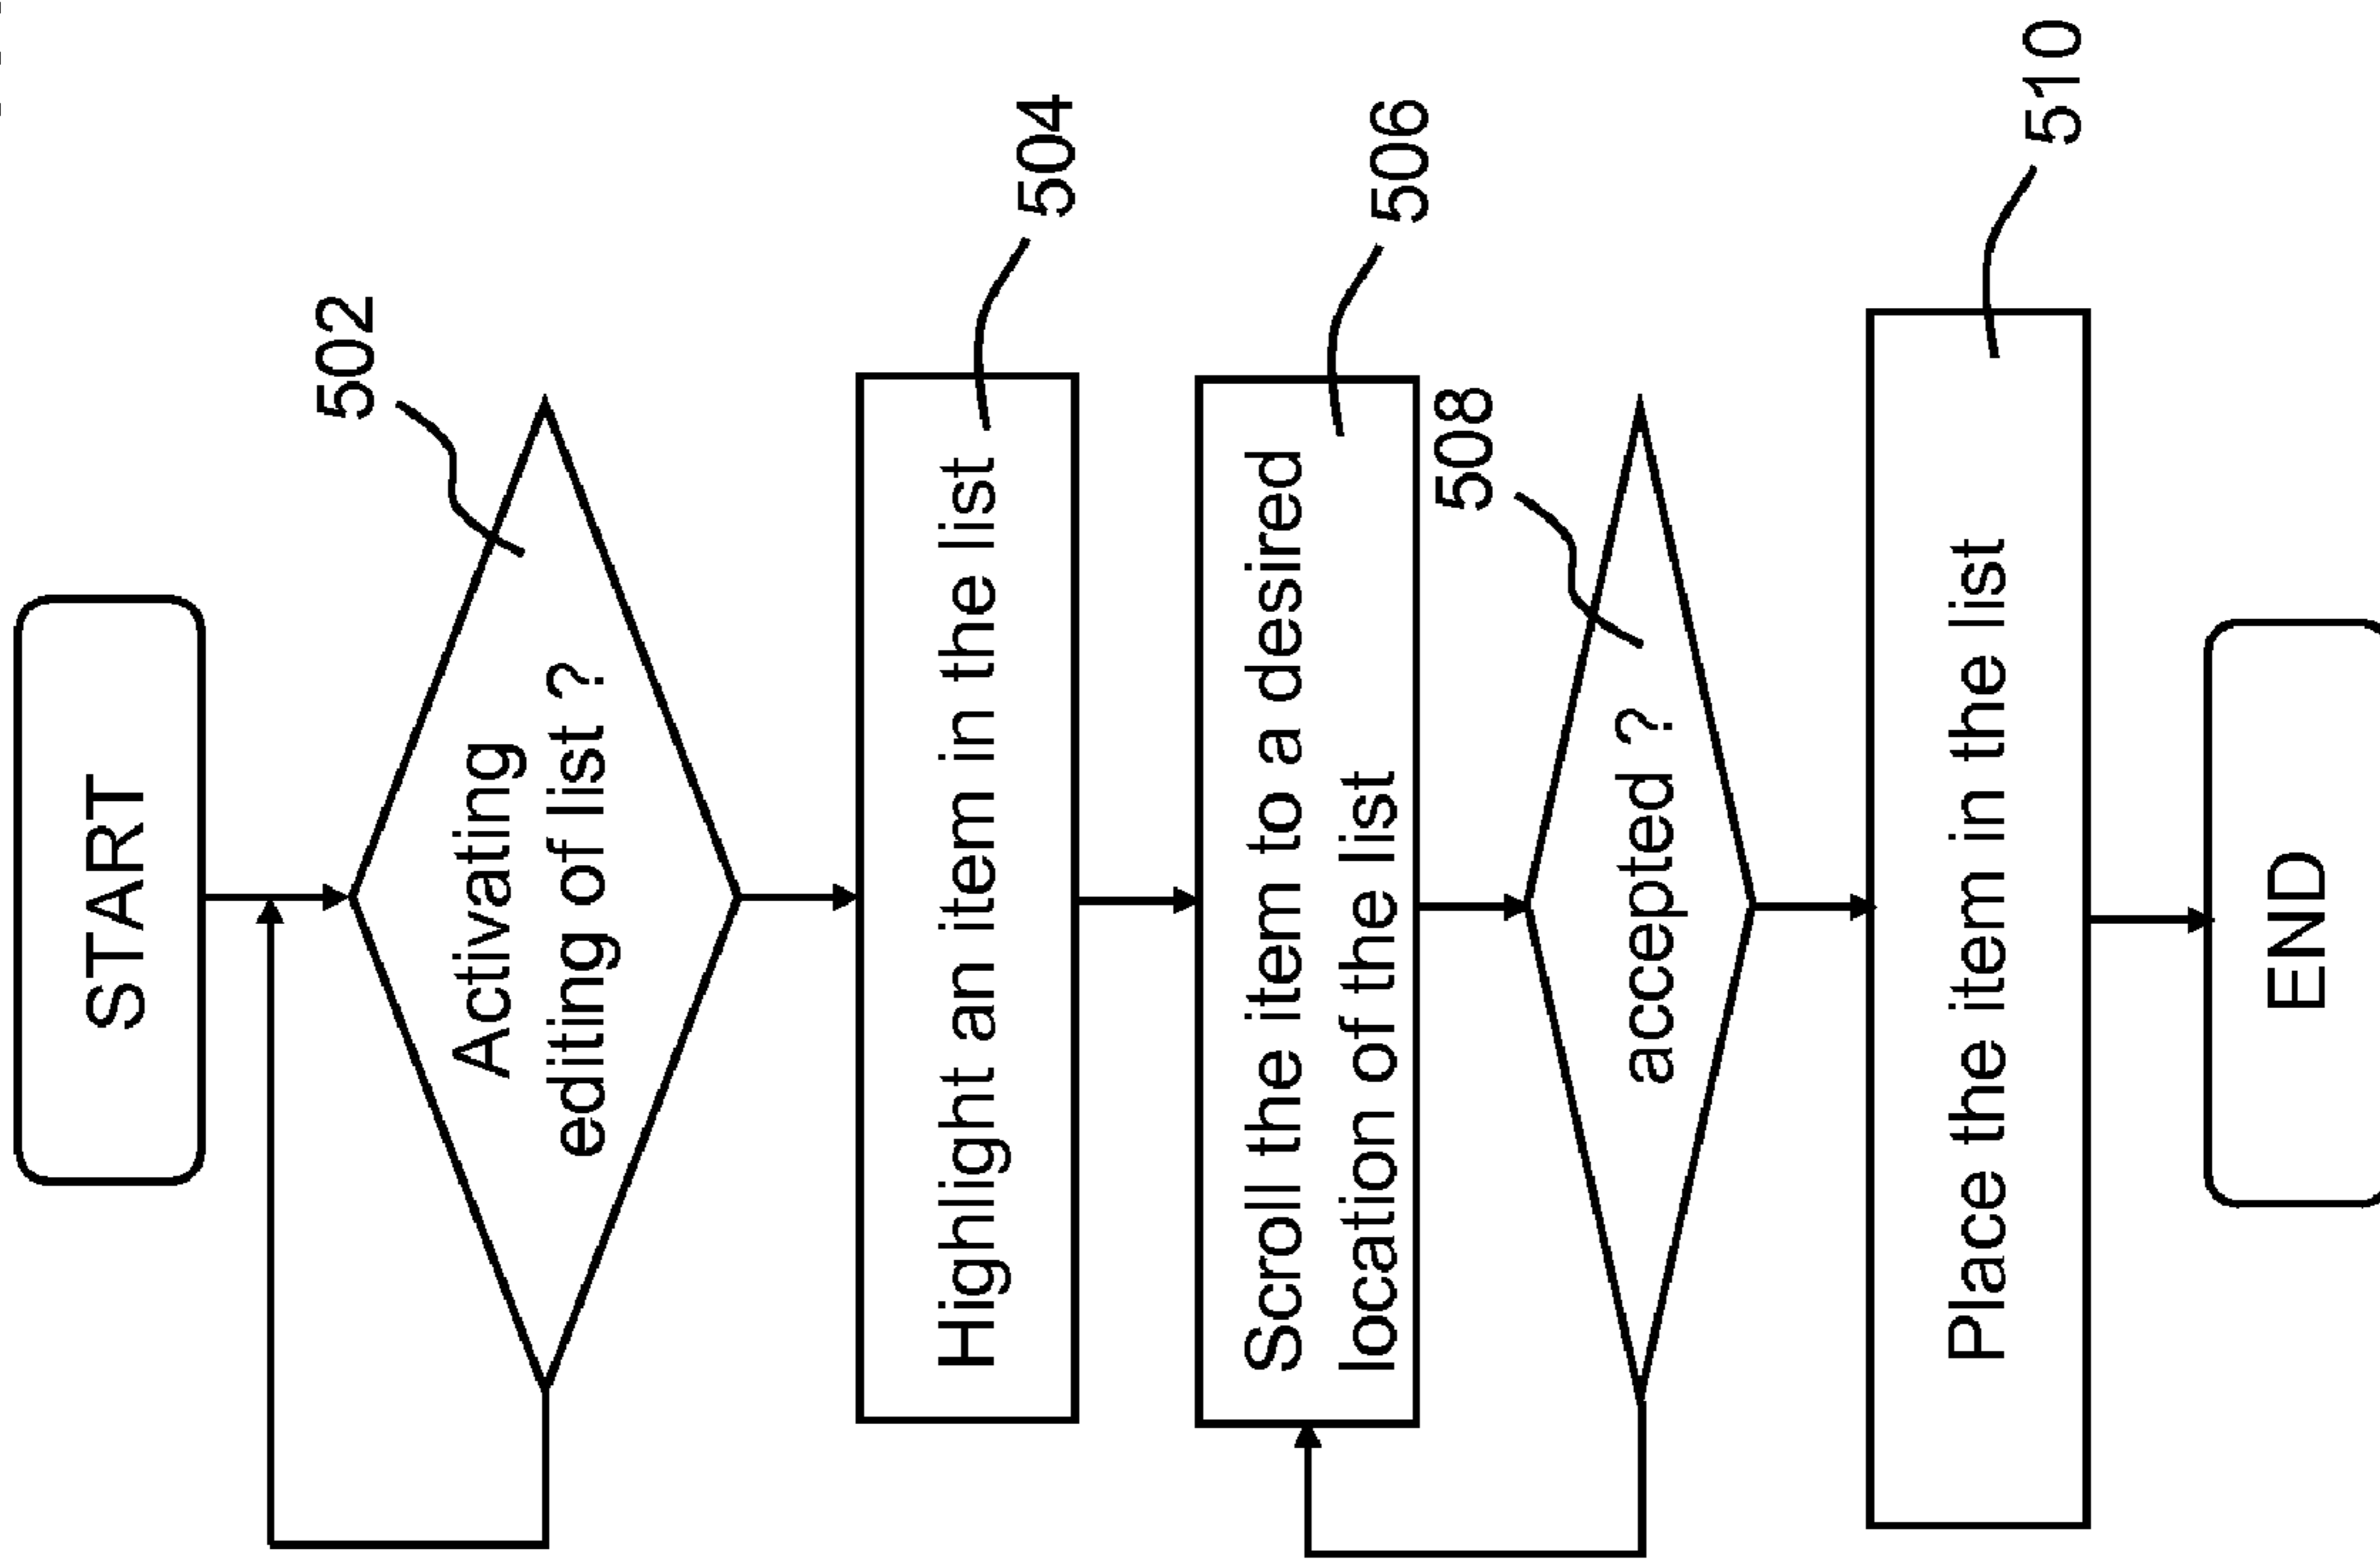 START
502
Activating
editing of list ?
504
Highlight an item in the list
506
Scroll the item to a desired
location of the list
508
accepted ?
510
Place the item in the list
END